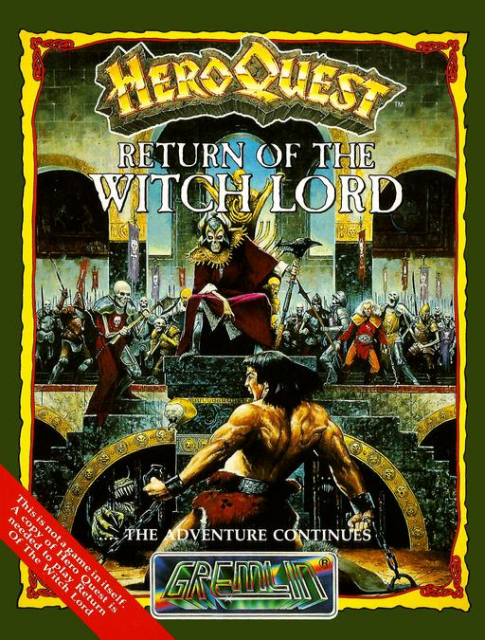 HEROQUEST
TM
RETURN OF THE
WITCH LORD
This is not a game in itself.
A copy of Hero Quest is
needed to play Return
Of The Witch Lord
THE ADVENTURE CONTINUES
GREMLIN®